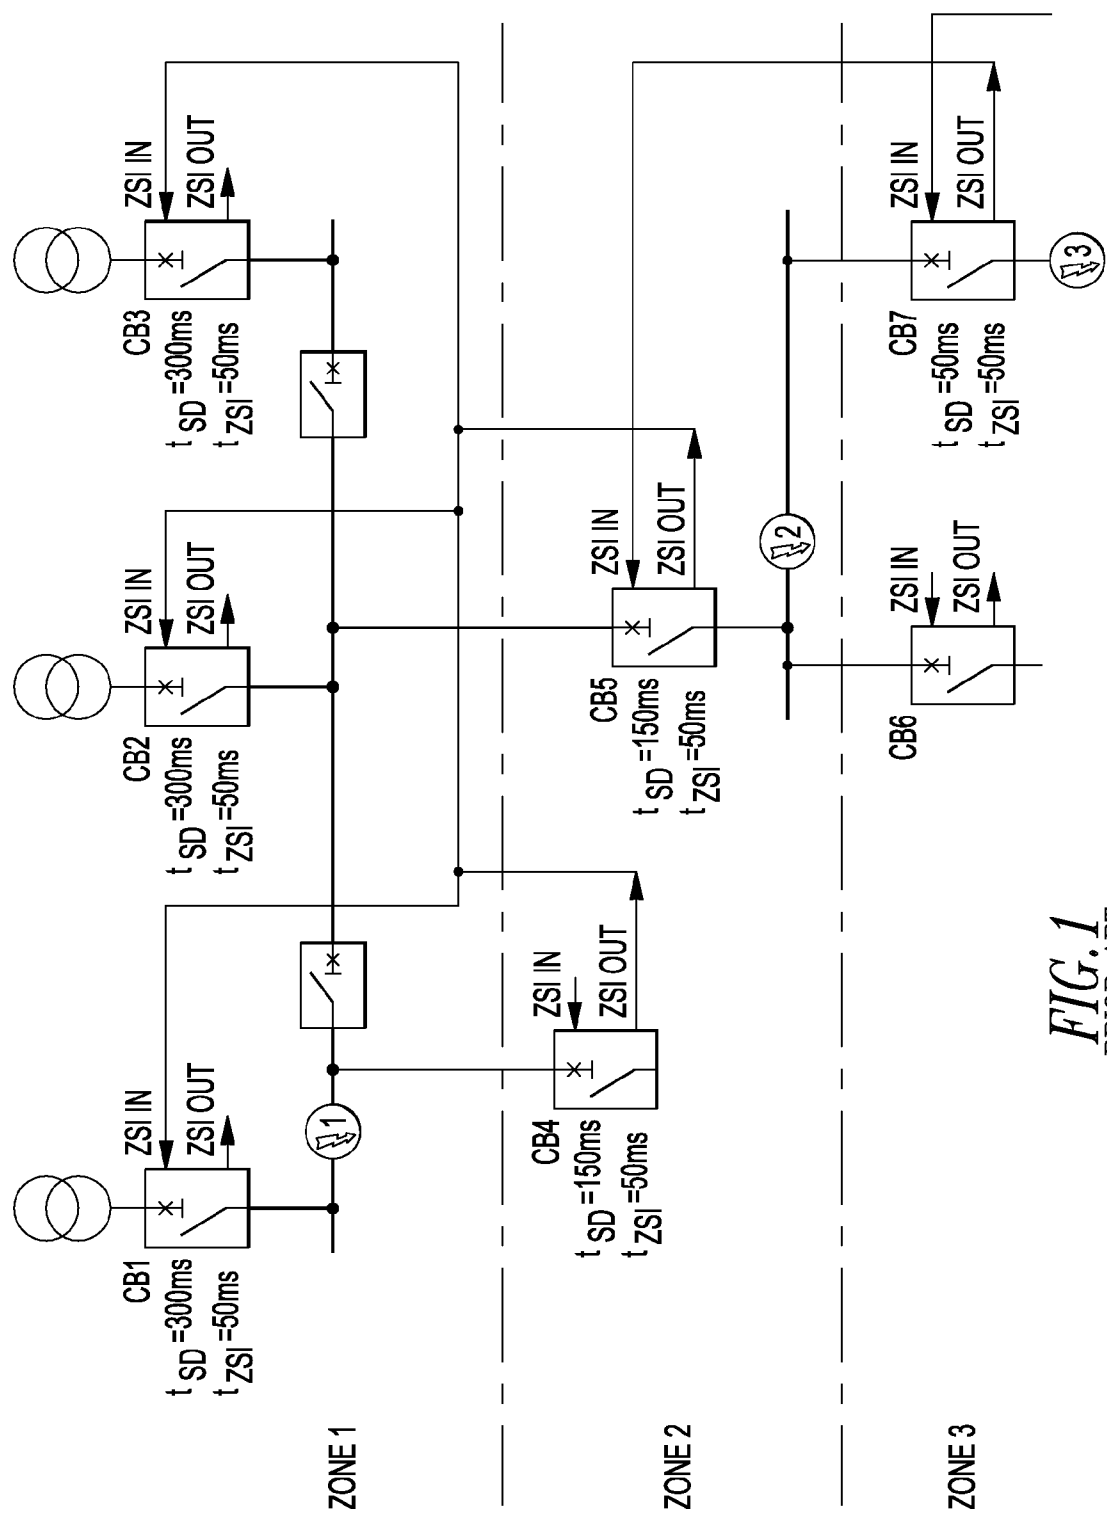 ZONE 1
CB1
t SD =300ms
t ZSI =50ms
ZSI IN
ZSI OUT
1
CB2
t SD =300ms
t ZSI =50ms
ZSI IN
ZSI OUT
CB3
t SD =300ms
t ZSI =50ms
ZSI IN
ZSI OUT
ZONE 2
CB4
t SD =150ms
t ZSI =50ms
ZSI IN
ZSI OUT
CB5
t SD =150ms
t ZSI =50ms
ZSI IN
ZSI OUT
2
ZONE 3
CB6
ZSI IN
ZSI OUT
CB7
t SD =50ms
t ZSI =50ms
ZSI IN
ZSI OUT
3
FIG. 1